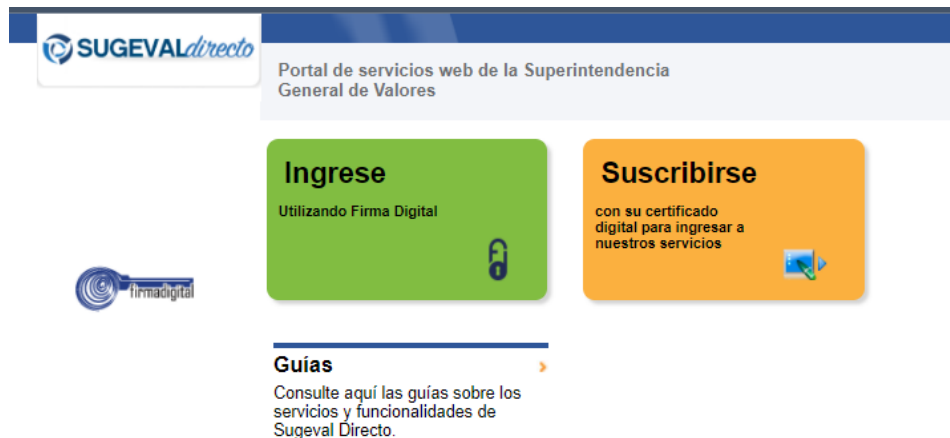 SUGEVALdirecto
Portal de servicios web de la Superintendencia
General de Valores
Ingrese
Utilizando Firma Digital
Suscribirse
con su certificado
digital para ingresar a
nuestros servicios
firmadigital
Guías
Consulte aquí las guías sobre los
servicios y funcionalidades de
Sugeval Directo.